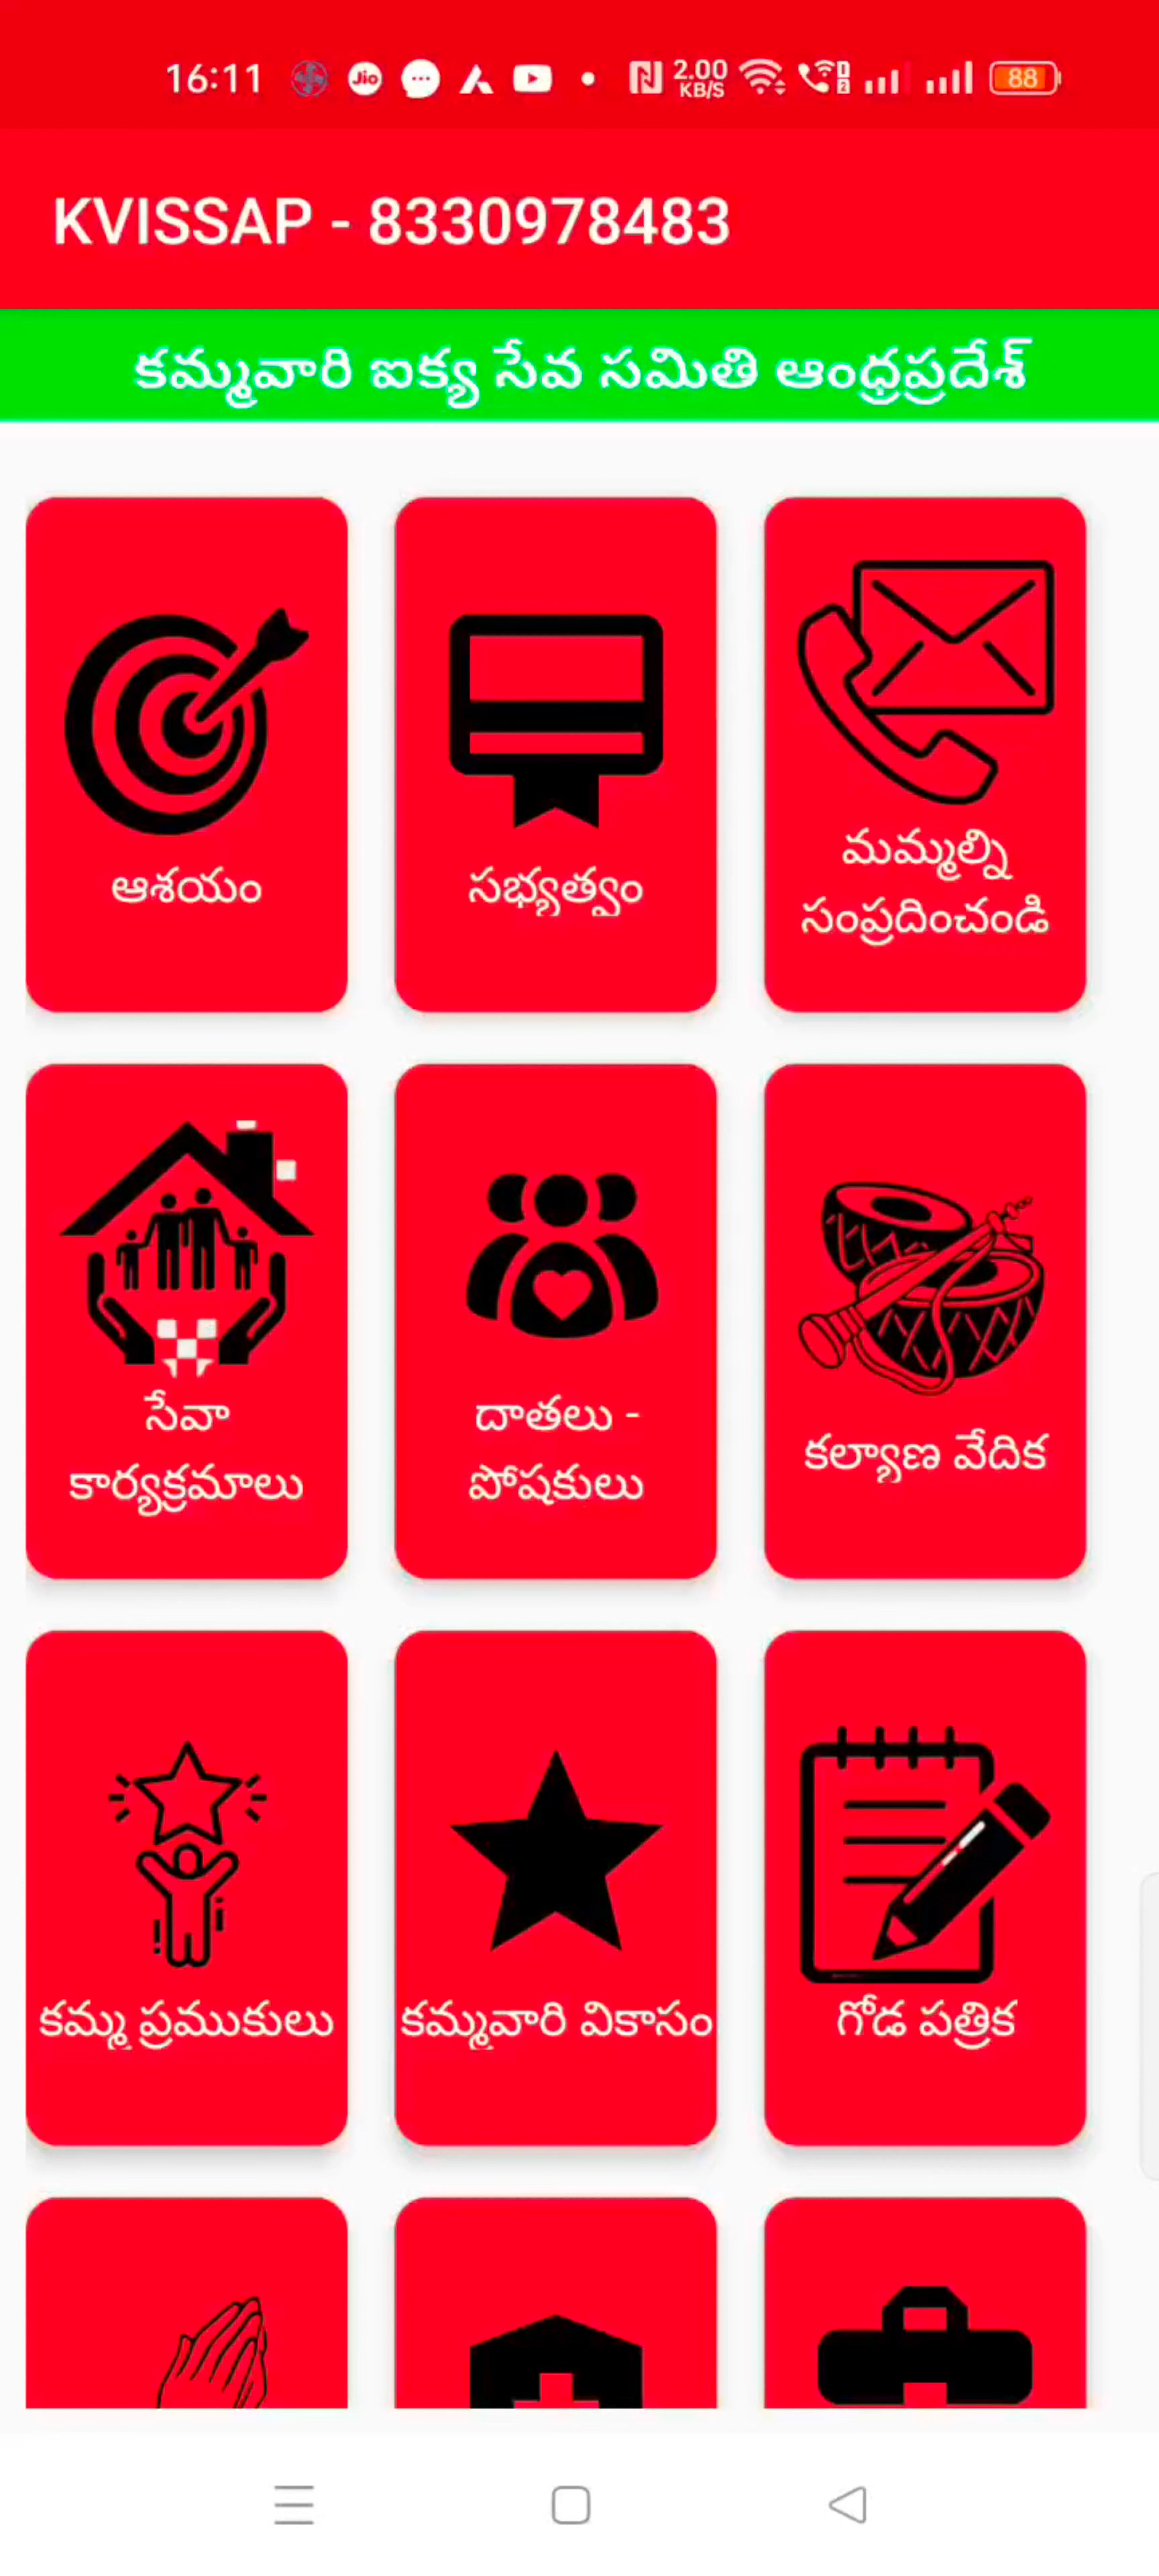 16:11 Jio 2.00 KB/S 88
KVISSAP - 8330978483
కమ్మవారి ఐక్య సేవ సమితి ఆంధ్రప్రదేశ్
ఆశయం
సభ్యత్వం
మమ్మల్ని
సంప్రదించండి
సేవా
కార్యక్రమాలు
దాతలు -
పోషకులు
కల్యాణ వేదిక
కమ్మ ప్రముకులు
కమ్మవారి వికాసం
గోడ పత్రిక